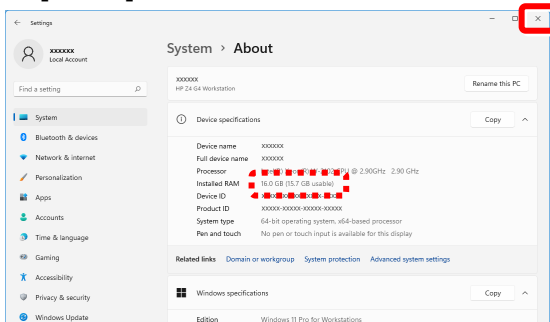 Settings
System > About
xxxxxx
Local Account
Find a setting
System
Bluetooth & devices
Network & internet
Personalization
Apps
Accounts
Time & language
Gaming
Accessibility
Privacy & security
Windows Update
xxxxxx
HP Z4 G4 Workstation
Rename this PC
Device specifications
Copy
Device name xxxxxx
Full device name xxxxxx
Processor @ 2.90GHz 2.90 GHz
Installed RAM 16.0 GB (15.7 GB usable)
Device ID
Product ID xxxxx-xxxxx-xxxxx-xxxxx
System type 64-bit operating system, x64-based processor
Pen and touch No pen or touch input is available for this display
Related links Domain or workgroup System protection Advanced system settings
Windows specifications
Copy
Edition Windows 11 Pro for Workstations